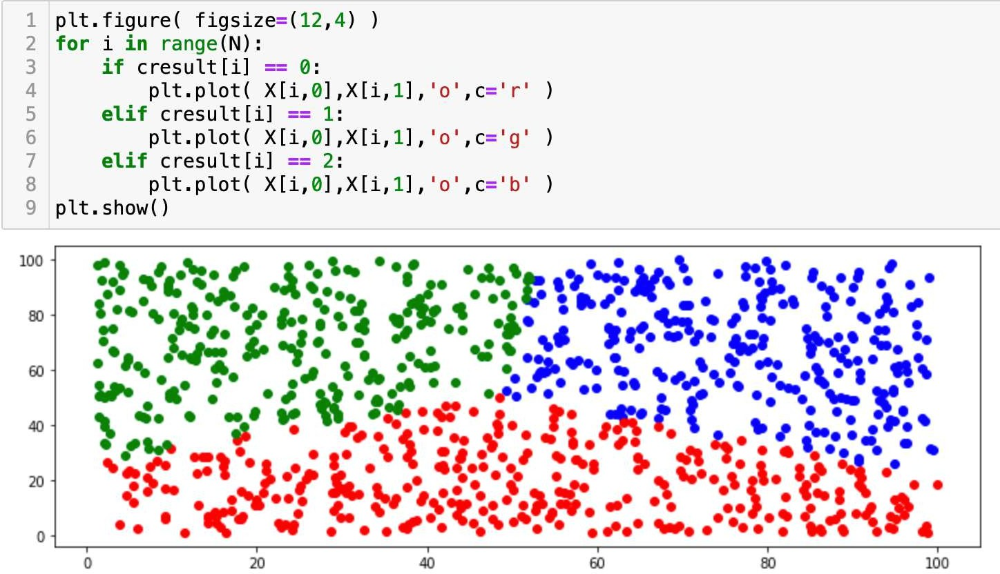 1 plt.figure( figsize=(12,4) )
2 for i in range(N):
3     if cresult[i] == 0:
4         plt.plot( X[i,0],X[i,1],'o',c='r' )
5     elif cresult[i] == 1:
6         plt.plot( X[i,0],X[i,1],'o',c='g' )
7     elif cresult[i] == 2:
8         plt.plot( X[i,0],X[i,1],'o',c='b' )
9 plt.show()
100
80
60
40
20
0
0 20 40 60 80 100